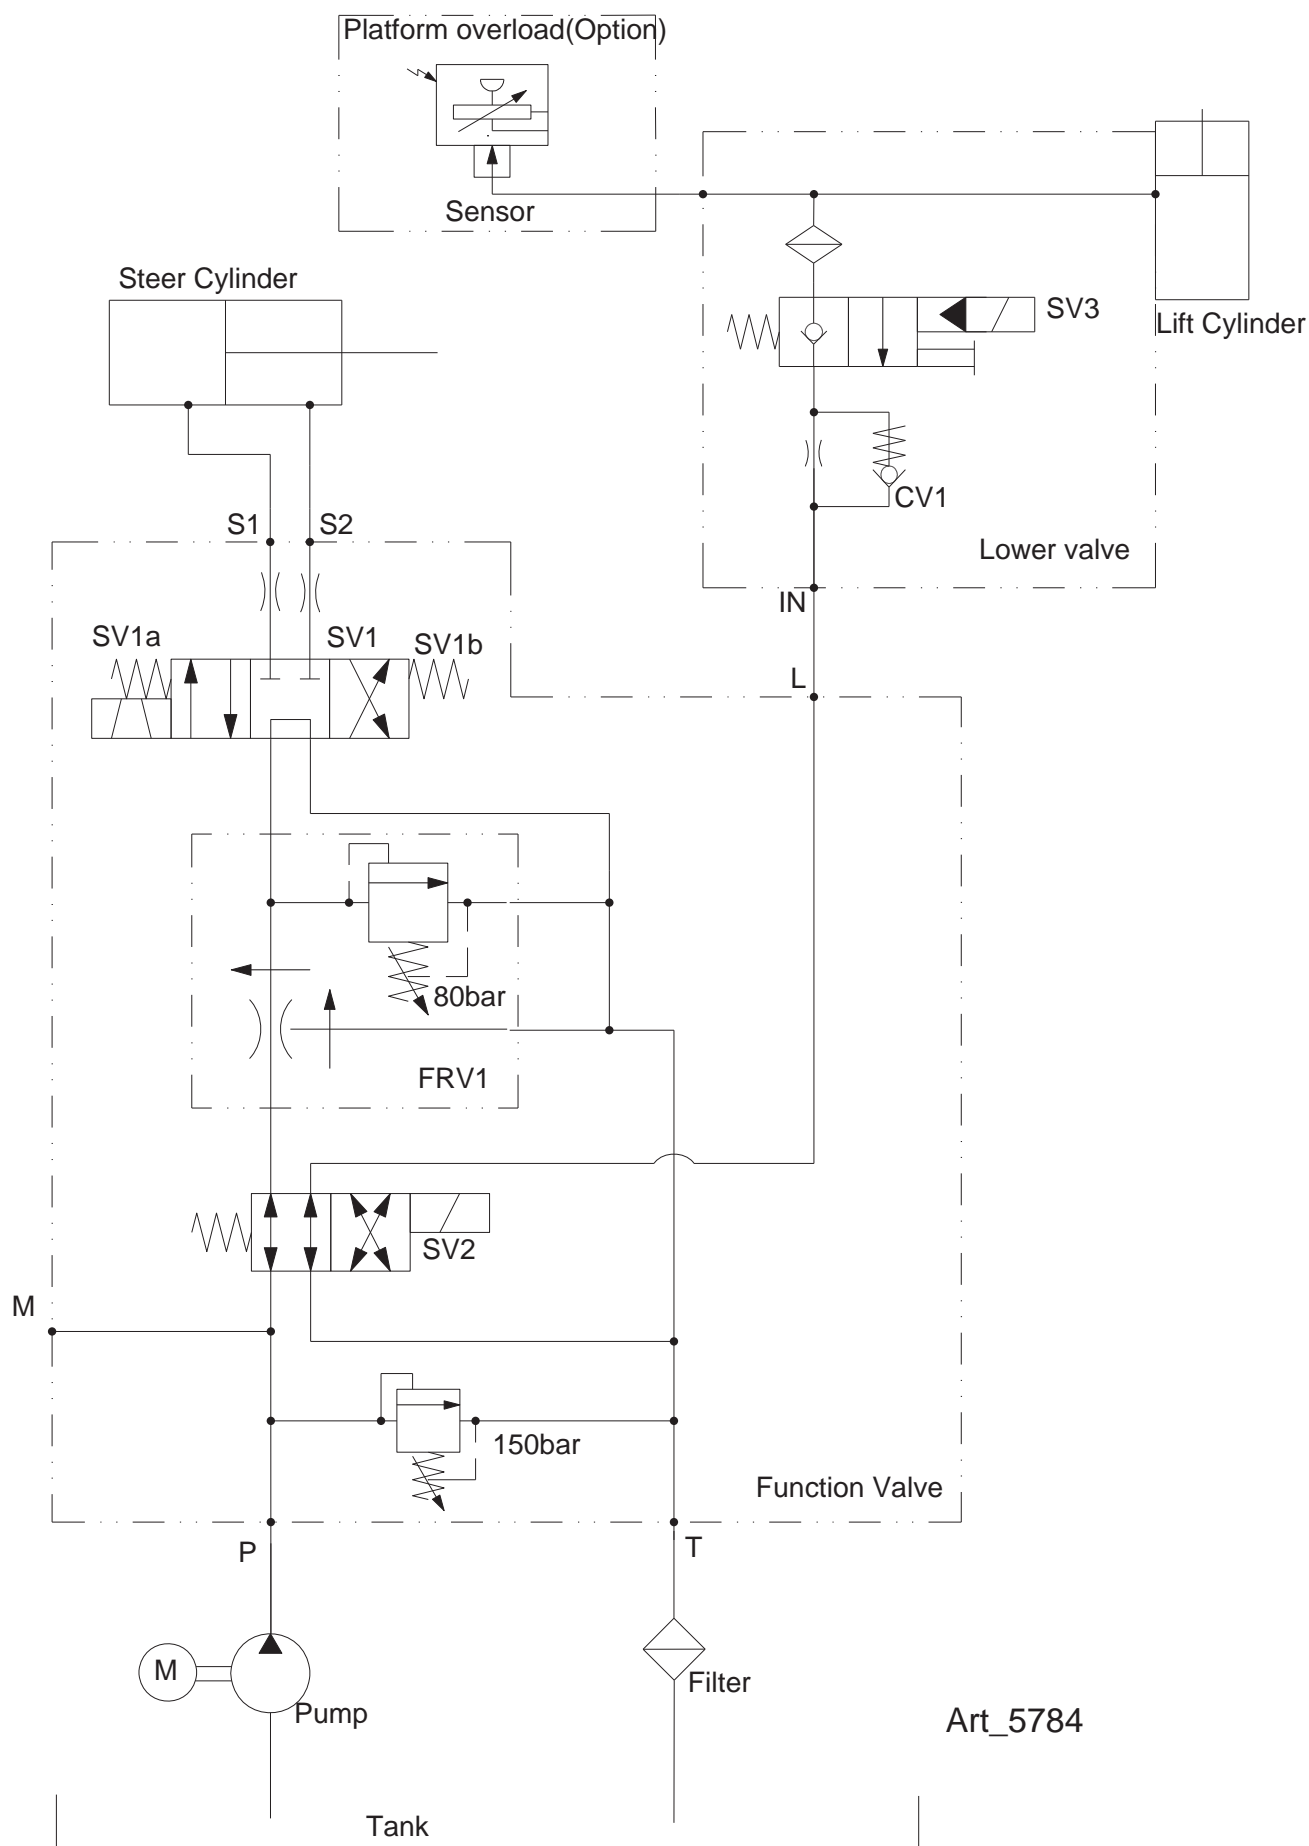 Platform overload(Option)
Sensor
Steer Cylinder
SV3
Lift Cylinder
CV1
S1
S2
Lower valve
IN
SV1a
SV1
SV1b
L
80bar
FRV1
SV2
M
150bar
Function Valve
P
T
M
Filter
Pump
Art_5784
Tank